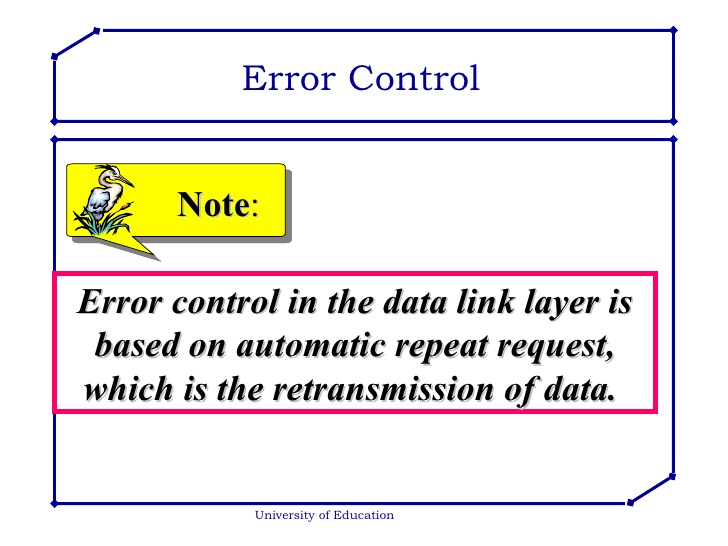 Error Control
Note:
Error control in the data link layer is
based on automatic repeat request,
which is the retransmission of data.
University of Education